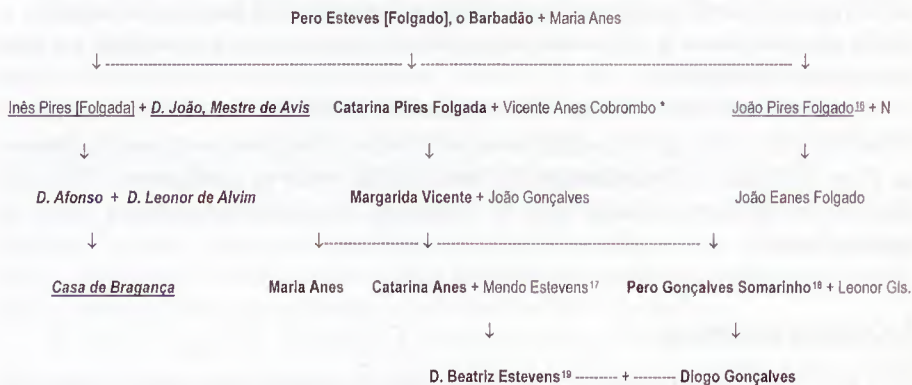 Pero Esteves [Folgado], o Barbadão + Maria Anes
↓ ---------- ↓ ---------- ↓
Inês Pires [Folgada] + D. João, Mestre de Avis Catarina Pires Folgada + Vicente Anes Cobrombo * João Pires Folgado¹⁶ + N
↓ ↓ ↓
D. Afonso + D. Leonor de Alvim Margarida Vicente + João Gonçalves João Eanes Folgado
↓ ↓---------- ↓ ---------- ↓
Casa de Bragança Maria Anes Catarina Anes + Mendo Estevens¹⁷ Pero Gonçalves Somarinho¹⁸ + Leonor Gls.
↓ ↓
D. Beatriz Estevens¹⁹ -------- + -------- Diogo Gonçalves